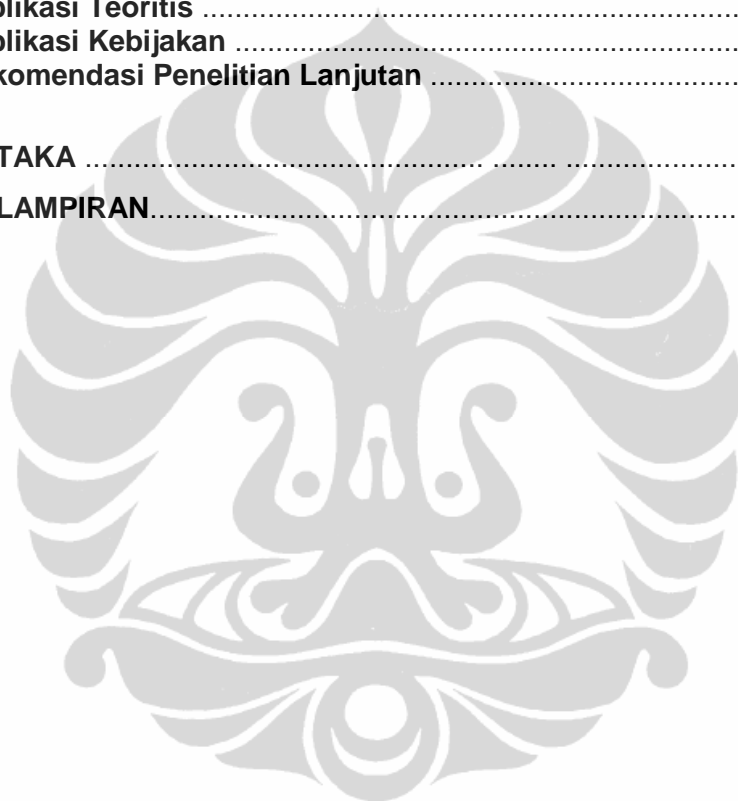 plikasi Teoritis ........................................................................
plikasi Kebijakan ..................................................................
komendasi Penelitian Lanjutan ........................................
TAKA .................................................. ........ ......................
LAMPIRAN...........................................................................